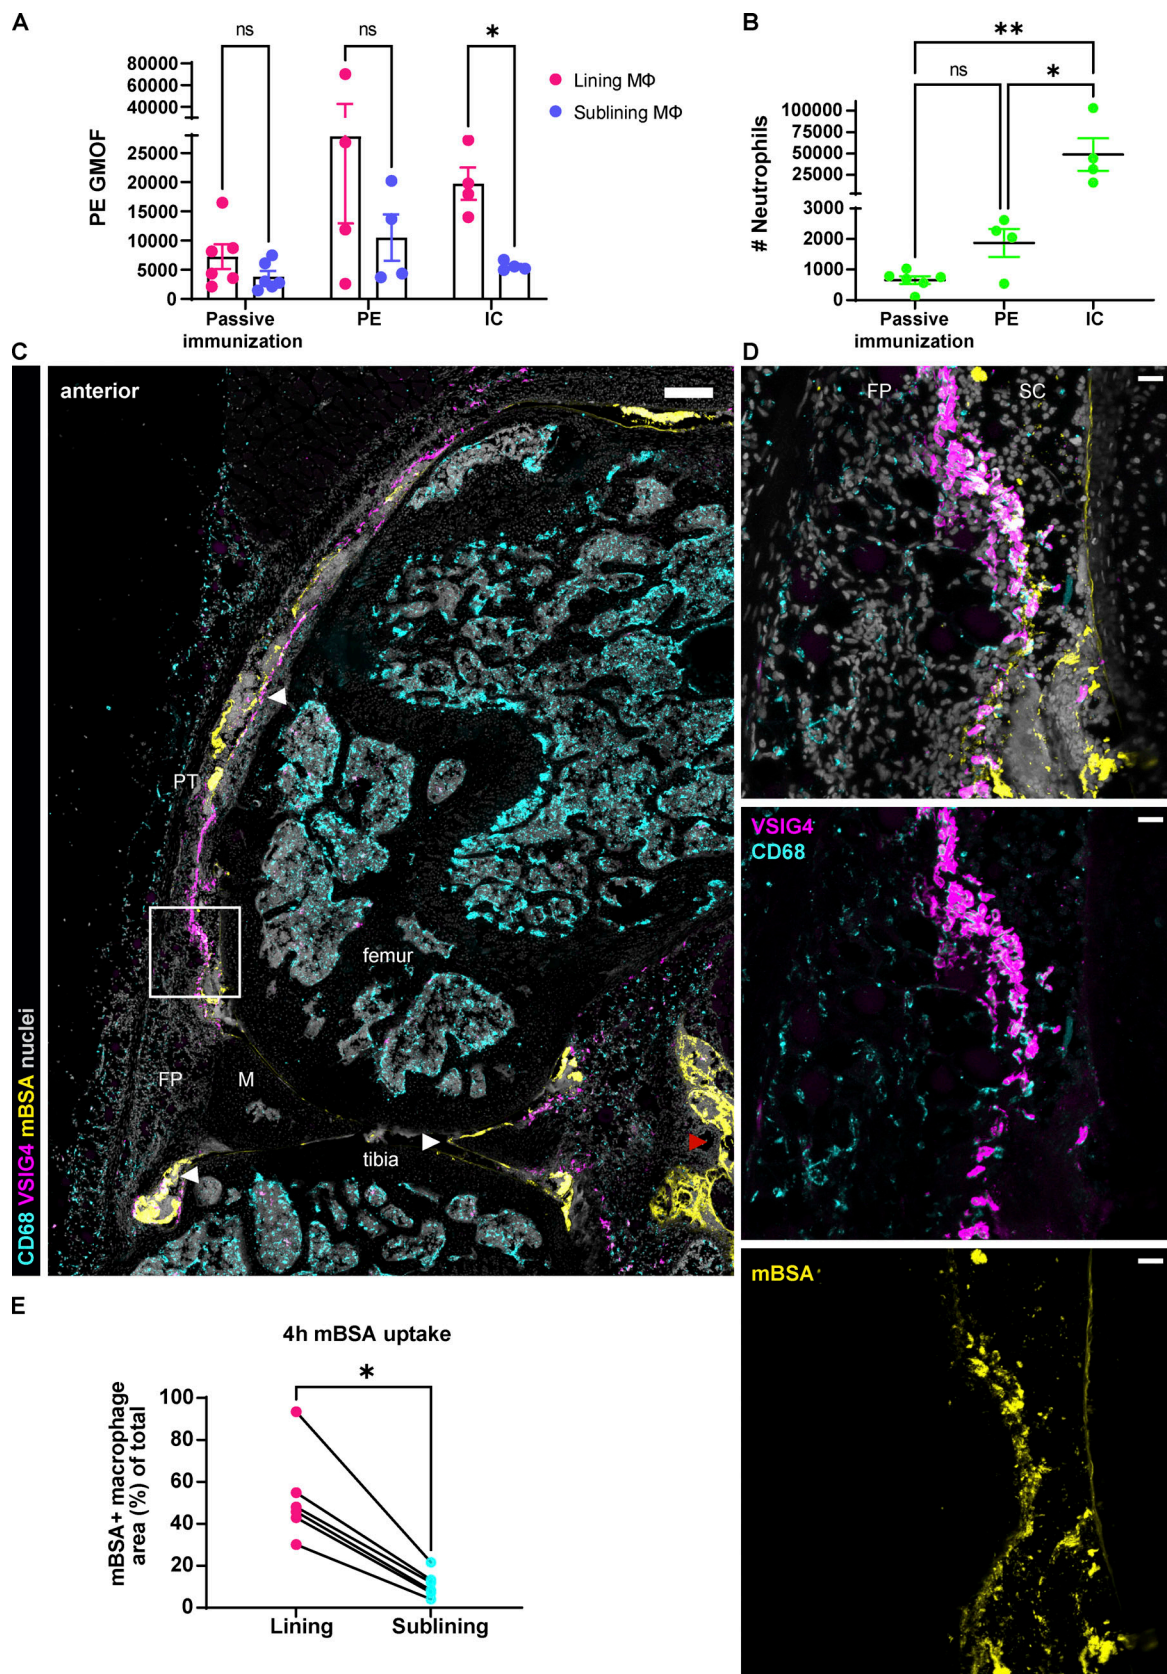 A
ns
ns
*
80000
60000
40000
25000
20000
15000
10000
5000
0
PE GMOF
Lining MΦ
Sublining MΦ
Passive
immunization
PE
IC
B
**
ns
*
100000
75000
50000
25000
3000
2000
1000
0
# Neutrophils
Passive
immunization
PE
IC
C
CD68 VSIG4 mBSA nuclei
anterior
PT
femur
FP
M
tibia
D
FP
SC
VSIG4
CD68
mBSA
E
4h mBSA uptake
*
100
80
60
40
20
0
mBSA+ macrophage
area (%) of total
Lining
Sublining